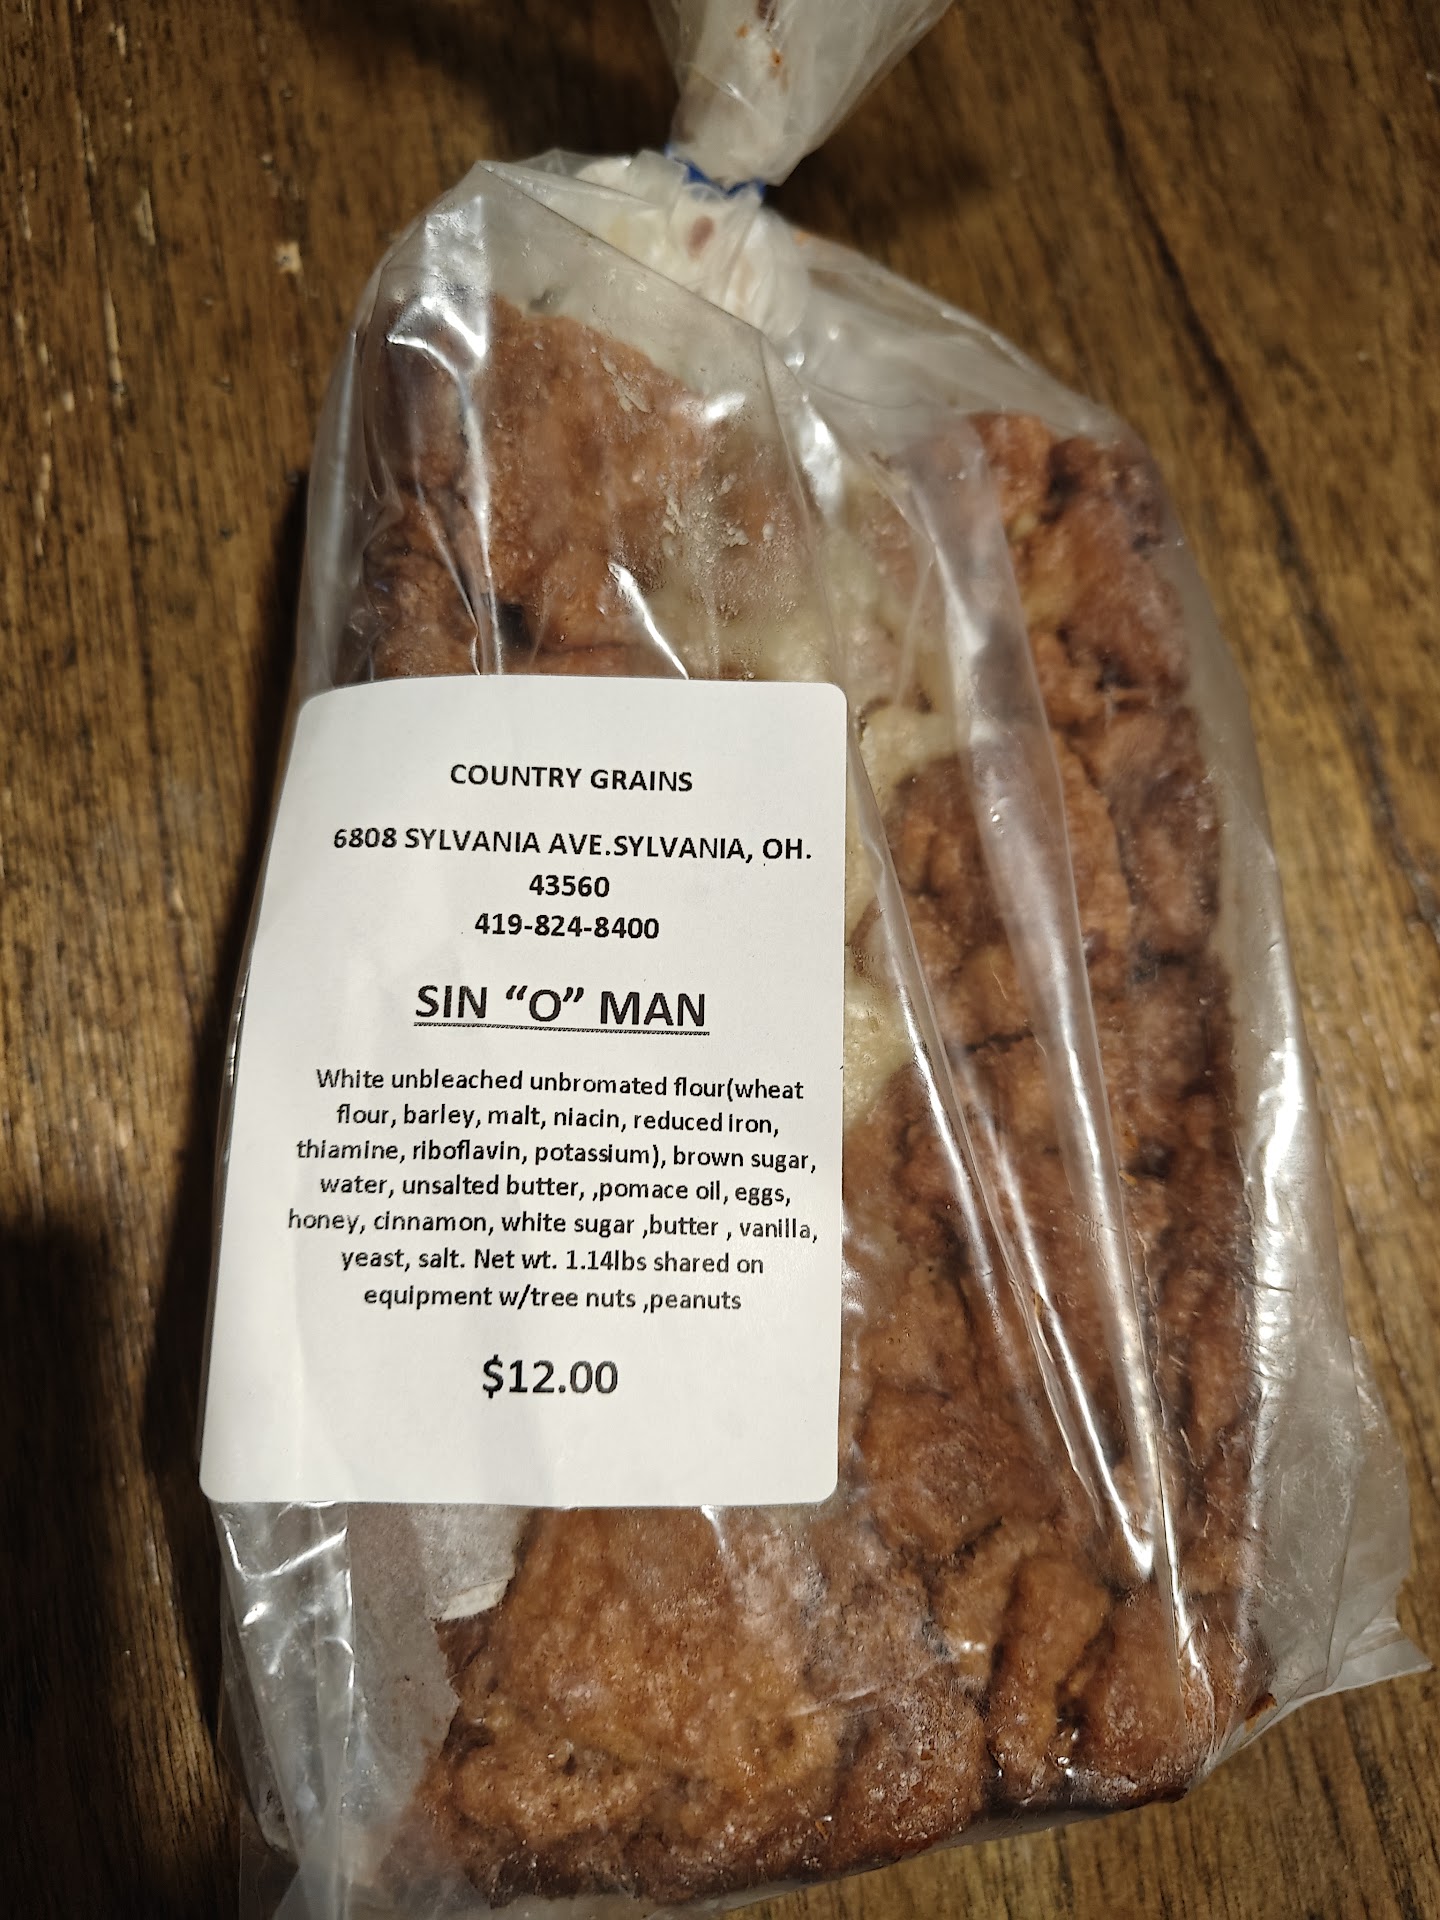 COUNTRY GRAINS
6808 SYLVANIA AVE.SYLVANIA, OH.
43560
419-824-8400
SIN “O” MAN
White unbleached unbromated flour(wheat
flour, barley, malt, niacin, reduced iron,
thiamine, riboflavin, potassium), brown sugar,
water, unsalted butter, ,pomace oil, eggs,
honey, cinnamon, white sugar ,butter , vanilla,
yeast, salt. Net wt. 1.14lbs shared on
equipment w/tree nuts ,peanuts
$12.00